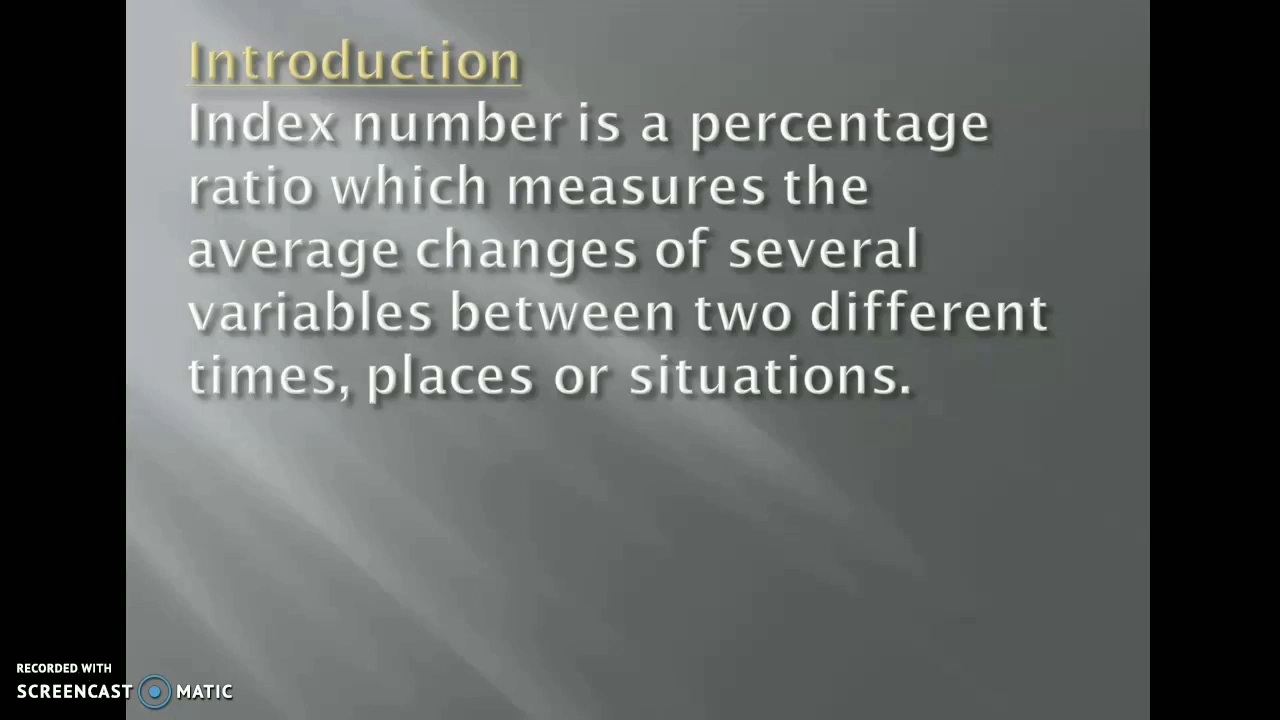 Introduction
Index number is a percentage
ratio which measures the
average changes of several
variables between two different
times, places or situations.
RECORDED WITH
SCREENCAST MATIC